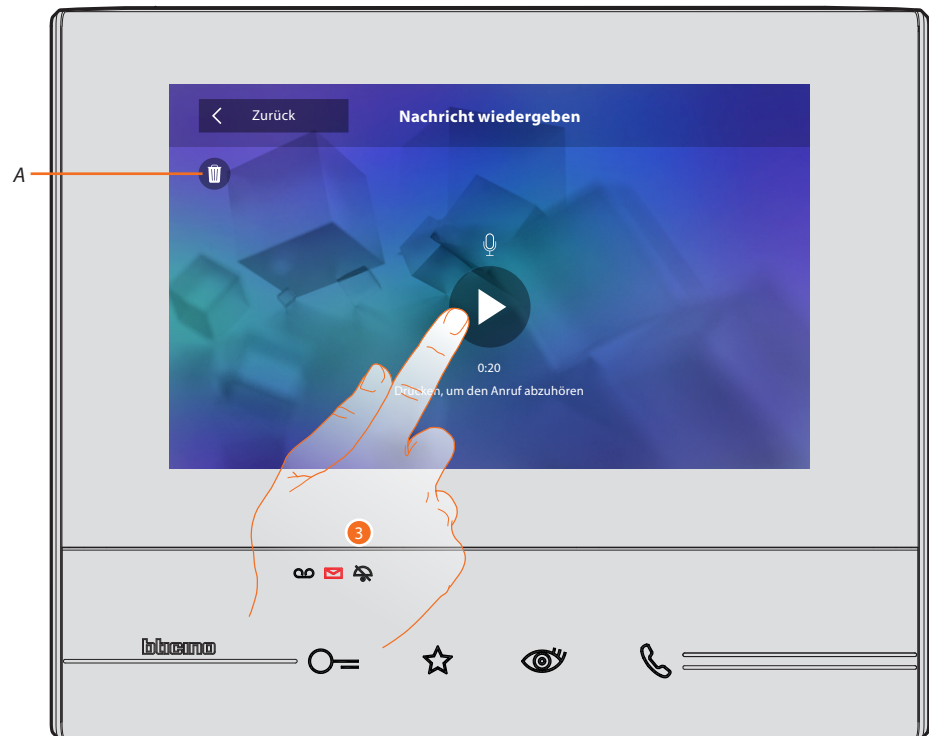 Zurück
Nachricht wiedergeben
A
0:20
Drücken, um den Anruf abzuhören
3
bticino